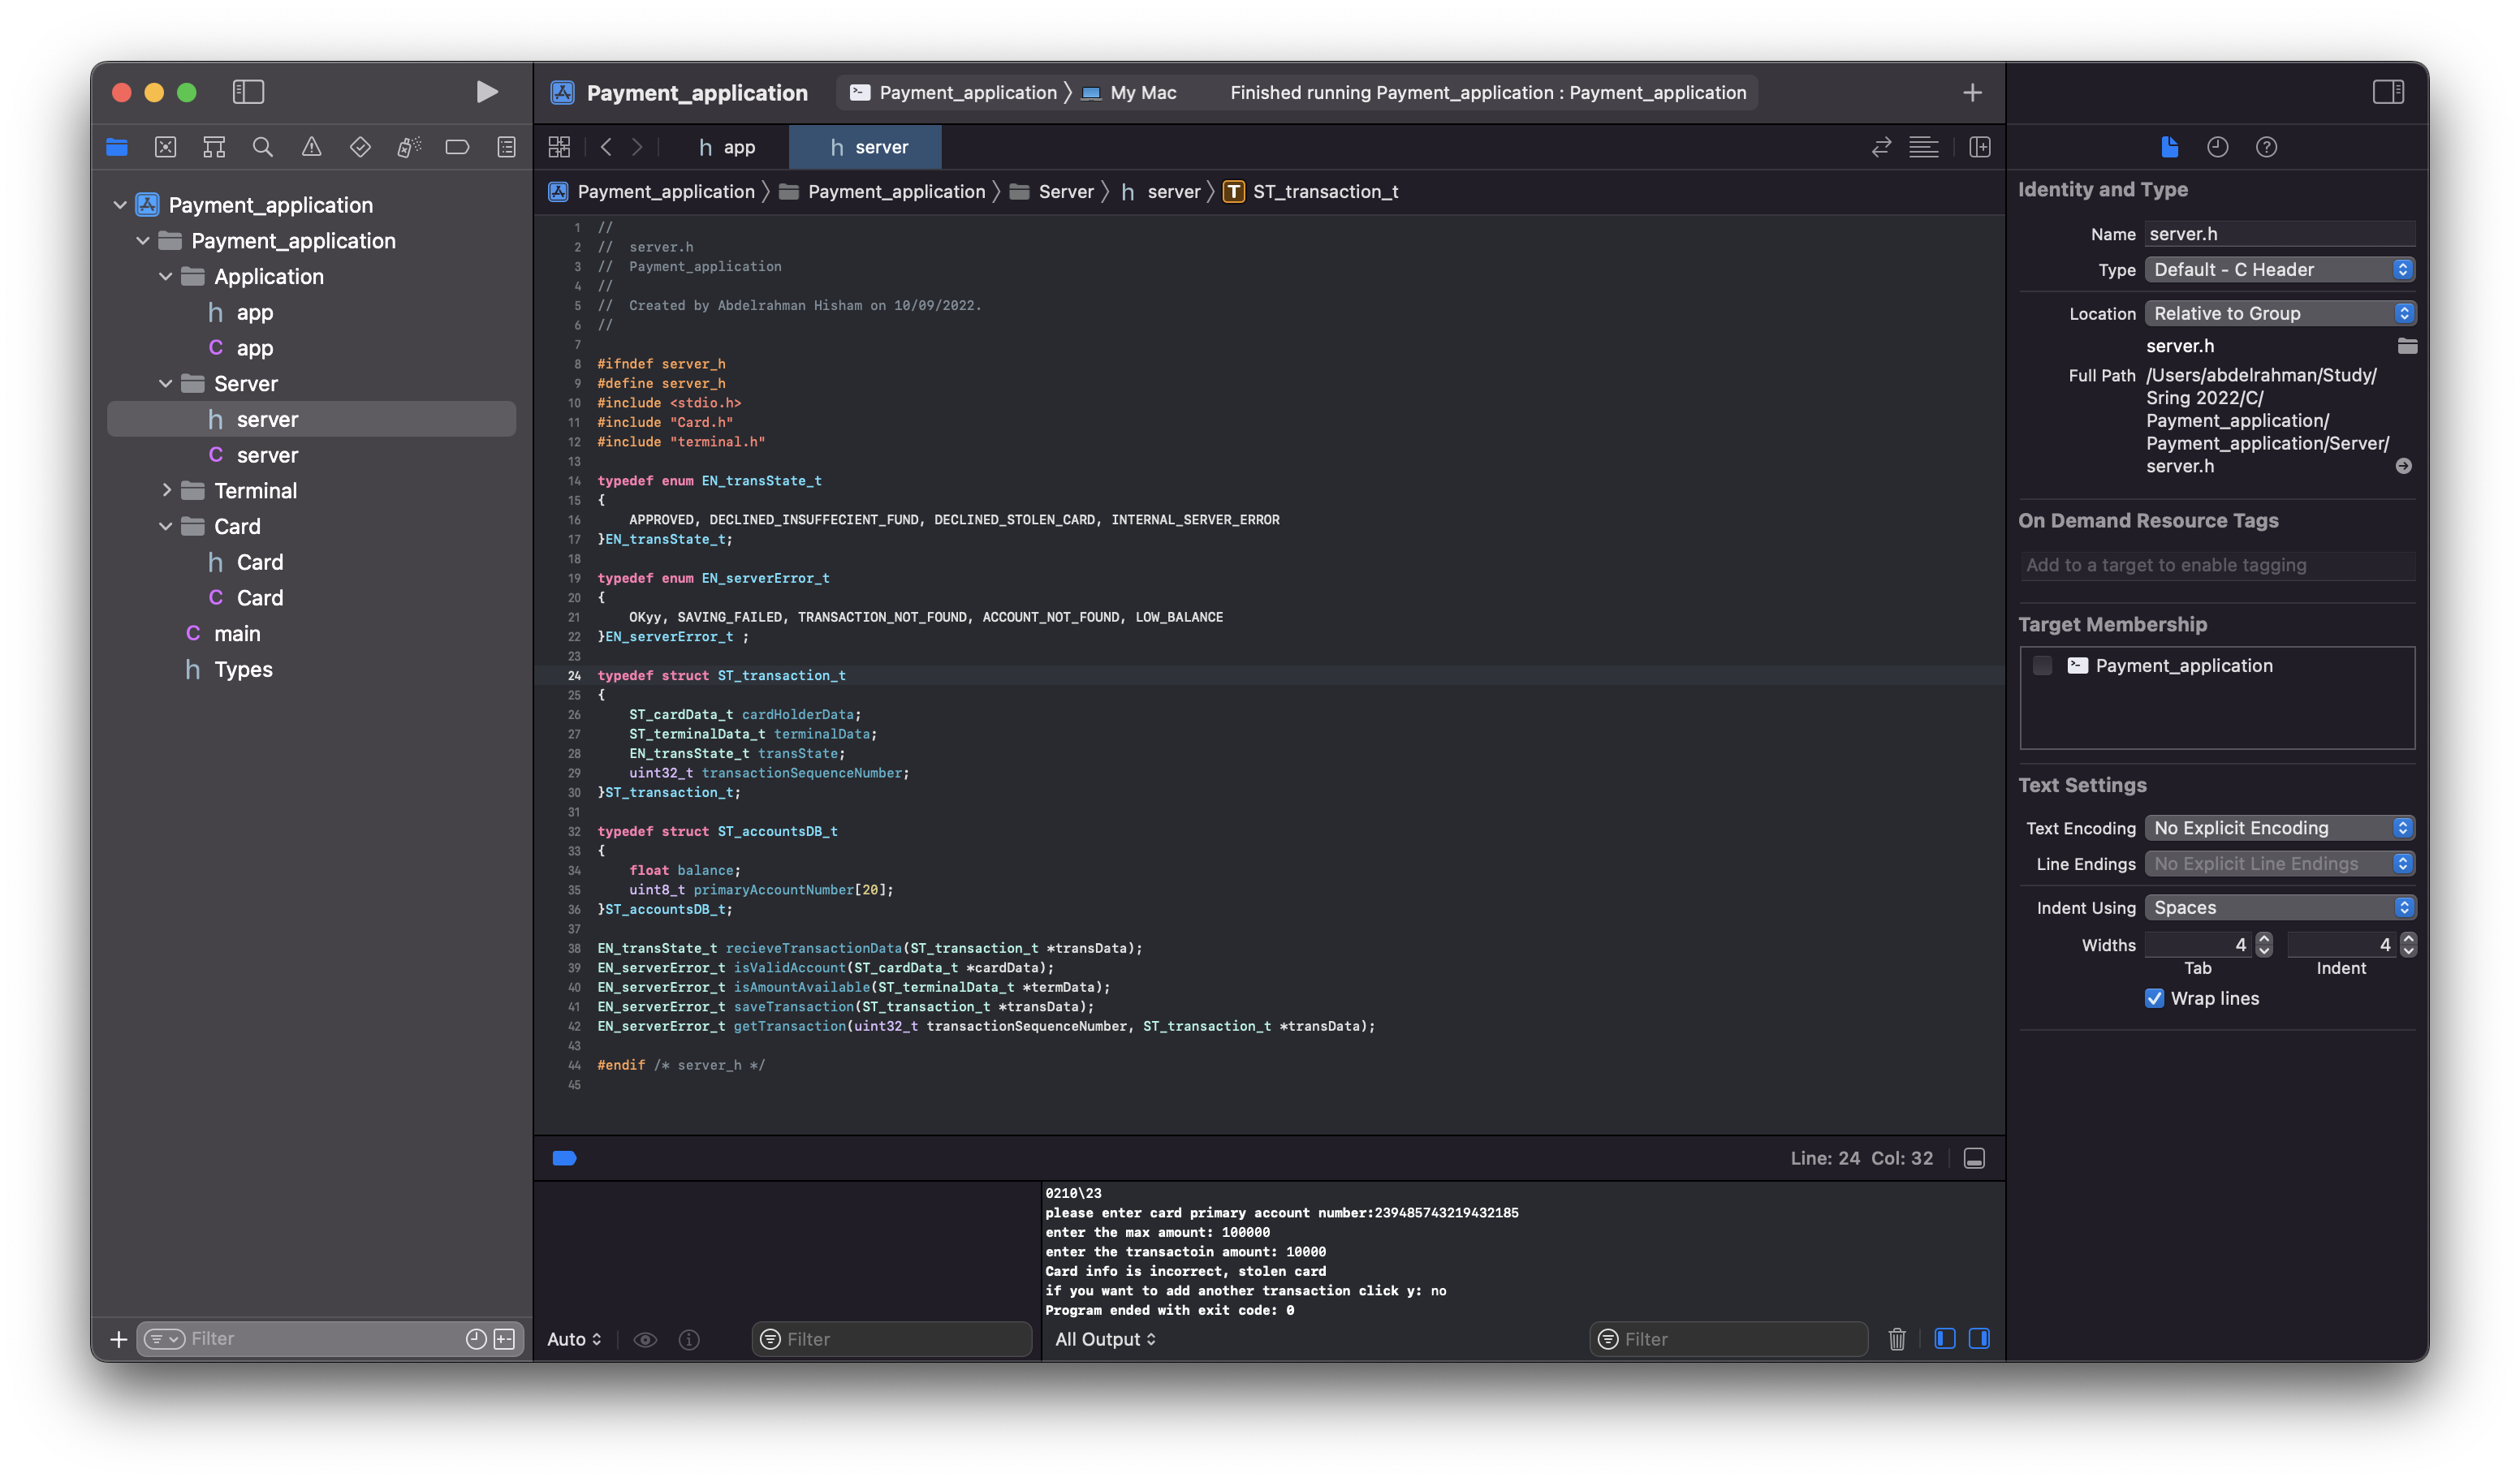 Payment_application
Payment_application 〉 My Mac
Finished running Payment_application : Payment_application
h app
h server
Payment_application 〉 Payment_application 〉 Server 〉 h server 〉 T ST_transaction_t
Payment_application
Payment_application
Application
h app
C app
Server
h server
C server
Terminal
Card
h Card
C Card
C main
h Types
Filter
1 //
2 //  server.h
3 //  Payment_application
4 //
5 //  Created by Abdelrahman Hisham on 10/09/2022.
6 //
7
8 #ifndef server_h
9 #define server_h
10 #include <stdio.h>
11 #include "Card.h"
12 #include "terminal.h"
13
14 typedef enum EN_transState_t
15 {
16     APPROVED, DECLINED_INSUFFECIENT_FUND, DECLINED_STOLEN_CARD, INTERNAL_SERVER_ERROR
17 }EN_transState_t;
18
19 typedef enum EN_serverError_t
20 {
21     OKyy, SAVING_FAILED, TRANSACTION_NOT_FOUND, ACCOUNT_NOT_FOUND, LOW_BALANCE
22 }EN_serverError_t ;
23
24 typedef struct ST_transaction_t
25 {
26     ST_cardData_t cardHolderData;
27     ST_terminalData_t terminalData;
28     EN_transState_t transState;
29     uint32_t transactionSequenceNumber;
30 }ST_transaction_t;
31
32 typedef struct ST_accountsDB_t
33 {
34     float balance;
35     uint8_t primaryAccountNumber[20];
36 }ST_accountsDB_t;
37
38 EN_transState_t recieveTransactionData(ST_transaction_t *transData);
39 EN_serverError_t isValidAccount(ST_cardData_t *cardData);
40 EN_serverError_t isAmountAvailable(ST_terminalData_t *termData);
41 EN_serverError_t saveTransaction(ST_transaction_t *transData);
42 EN_serverError_t getTransaction(uint32_t transactionSequenceNumber, ST_transaction_t *transData);
43
44 #endif /* server_h */
45
Line: 24  Col: 32
0210\23
please enter card primary account number:239485743219432185
enter the max amount: 100000
enter the transactoin amount: 10000
Card info is incorrect, stolen card
if you want to add another transaction click y: no
Program ended with exit code: 0
Auto
Filter
All Output
Filter
Identity and Type
Name server.h
Type Default - C Header
Location Relative to Group
server.h
Full Path /Users/abdelrahman/Study/
Sring 2022/C/
Payment_application/
Payment_application/Server/
server.h
On Demand Resource Tags
Add to a target to enable tagging
Target Membership
Payment_application
Text Settings
Text Encoding No Explicit Encoding
Line Endings No Explicit Line Endings
Indent Using Spaces
Widths 4 4
Tab Indent
Wrap lines